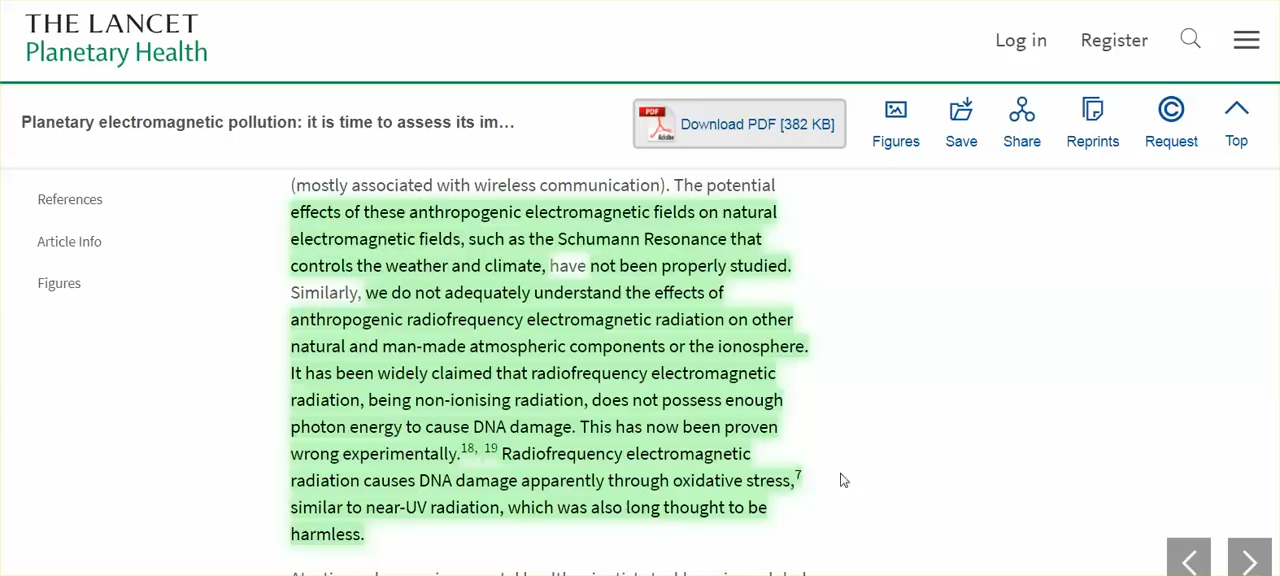 THE LANCET
Planetary Health
Log in
Register
Planetary electromagnetic pollution: it is time to assess its im...
PDF
Adobe
Download PDF [382 KB]
Figures
Save
Share
Reprints
Request
Top
References
Article Info
Figures
(mostly associated with wireless communication). The potential
effects of these anthropogenic electromagnetic fields on natural
electromagnetic fields, such as the Schumann Resonance that
controls the weather and climate, have not been properly studied.
Similarly, we do not adequately understand the effects of
anthropogenic radiofrequency electromagnetic radiation on other
natural and man-made atmospheric components or the ionosphere.
It has been widely claimed that radiofrequency electromagnetic
radiation, being non-ionising radiation, does not possess enough
photon energy to cause DNA damage. This has now been proven
wrong experimentally.18, 19 Radiofrequency electromagnetic
radiation causes DNA damage apparently through oxidative stress,7
similar to near-UV radiation, which was also long thought to be
harmless.